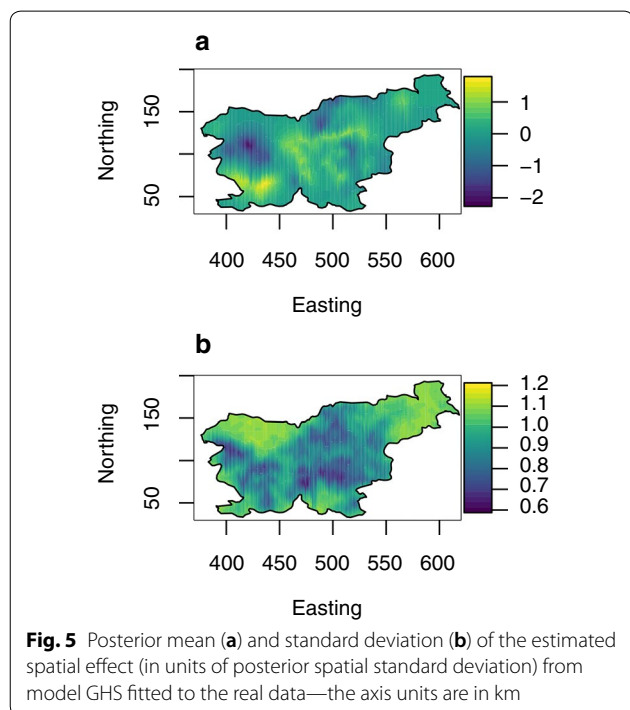 a
Northing
150
50
1
0
−1
−2
400 450 500 550 600
Easting
b
Northing
150
50
1.2
1.1
1.0
0.9
0.8
0.7
0.6
400 450 500 550 600
Easting
Fig. 5 Posterior mean (a) and standard deviation (b) of the estimated
spatial effect (in units of posterior spatial standard deviation) from
model GHS fitted to the real data—the axis units are in km